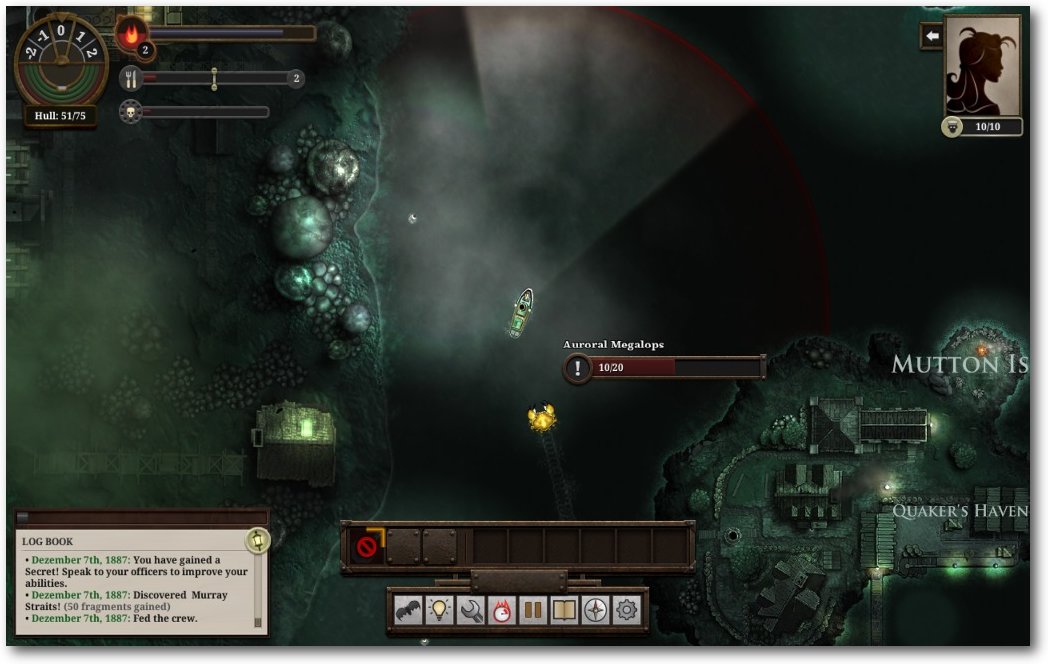 -2 -1 0 1 2
2
2
Hull: 51/75
10/10
Auroral Megalops
! 10/20
MUTTON IS
QUAKER'S HAVEN
LOG BOOK
• Dezember 7th, 1887: You have gained a
Secret! Speak to your officers to improve your
abilities.
• Dezember 7th, 1887: Discovered Murray
Straits! (50 fragments gained)
• Dezember 7th, 1887: Fed the crew.